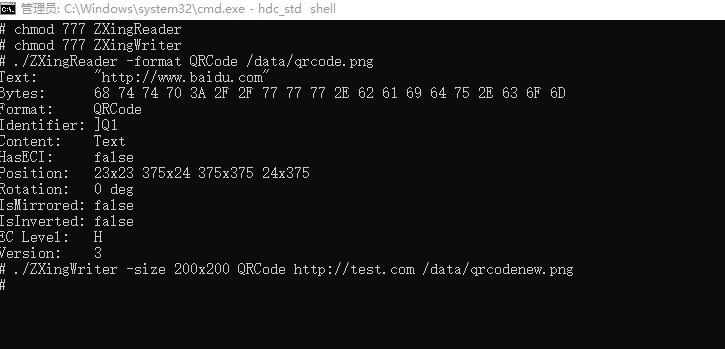 管理员: C:\Windows\system32\cmd.exe - hdc_std shell
# chmod 777 ZXingReader
# chmod 777 ZXingWriter
# ./ZXingReader -format QRCode /data/qrcode.png
Text: "http://www.baidu.com"
Bytes: 68 74 74 70 3A 2F 2F 77 77 77 2E 62 61 69 64 75 2E 63 6F 6D
Format: QRCode
Identifier: ]Q1
Content: Text
HasECI: false
Position: 23x23 375x24 375x375 24x375
Rotation: 0 deg
IsMirrored: false
IsInverted: false
EC Level: H
Version: 3
# ./ZXingWriter -size 200x200 QRCode http://test.com /data/qrcodenew.png
#